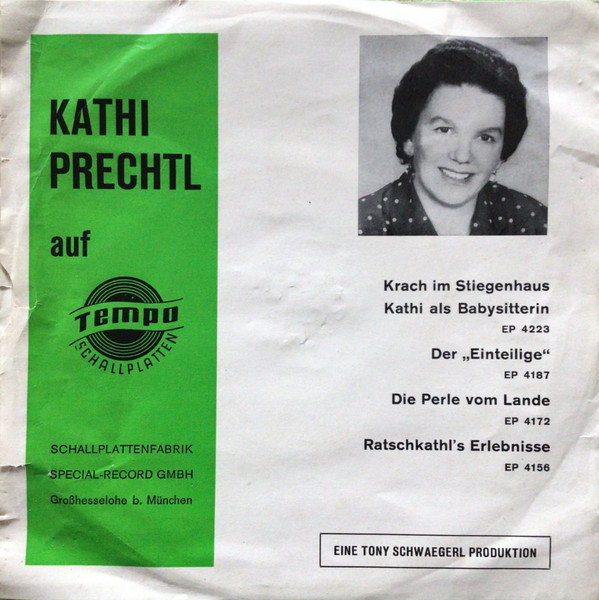 KATHI
PRECHTL
auf
Tempo
SCHALLPLATTEN
SCHALLPLATTENFABRIK
SPECIAL-RECORD GMBH
Großhesselohe b. München
Krach im Stiegenhaus
Kathi als Babysitterin
EP 4223
Der „Einteilige“
EP 4187
Die Perle vom Lande
EP 4172
Ratschkathl's Erlebnisse
EP 4156
EINE TONY SCHWAEGERL PRODUKTION